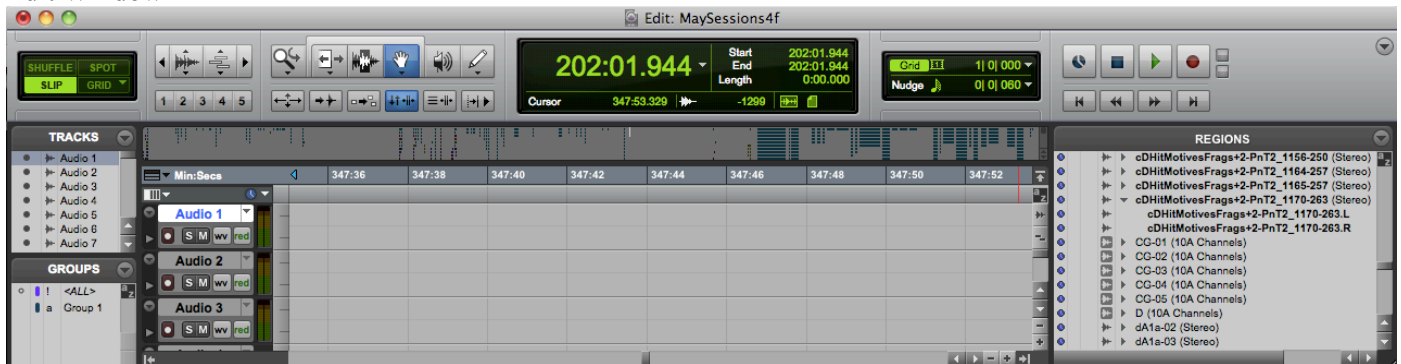 Edit: MaySessions4f
SHUFFLE SPOT
SLIP GRID
1 2 3 4 5
202:01.944
Start 202:01.944
End 202:01.944
Length 0:00.000
Cursor 347:53.329 -1299
Grid 1| 0| 000
Nudge 0| 0| 060
TRACKS
Audio 1
Audio 2
Audio 3
Audio 4
Audio 5
Audio 6
Audio 7
GROUPS
! <ALL>
a Group 1
Min:Secs 347:36 347:38 347:40 347:42 347:44 347:46 347:48 347:50 347:52
Audio 1
S M wv red
Audio 2
S M wv red
Audio 3
S M wv red
REGIONS
cDHitMotivesFrags+2-PnT2_1156-250 (Stereo)
cDHitMotivesFrags+2-PnT2_1164-257 (Stereo)
cDHitMotivesFrags+2-PnT2_1165-257 (Stereo)
cDHitMotivesFrags+2-PnT2_1170-263 (Stereo)
cDHitMotivesFrags+2-PnT2_1170-263.L
cDHitMotivesFrags+2-PnT2_1170-263.R
CG-01 (10A Channels)
CG-02 (10A Channels)
CG-03 (10A Channels)
CG-04 (10A Channels)
CG-05 (10A Channels)
D (10A Channels)
dA1a-02 (Stereo)
dA1a-03 (Stereo)